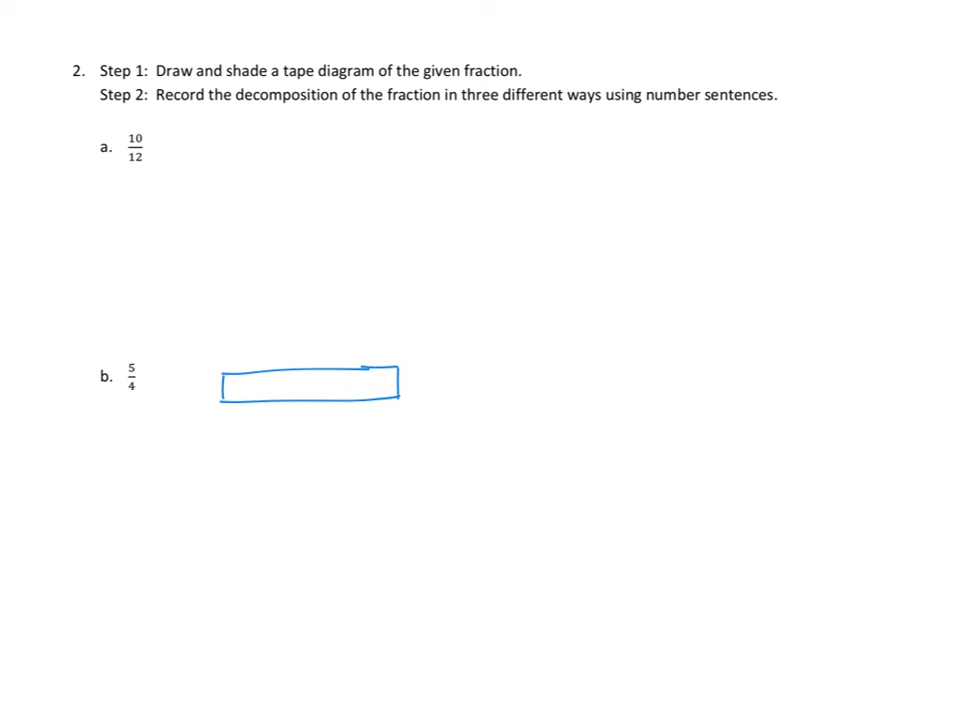 2. Step 1: Draw and shade a tape diagram of the given fraction.
Step 2: Record the decomposition of the fraction in three different ways using number sentences.
a. 10/12
b. 5/4